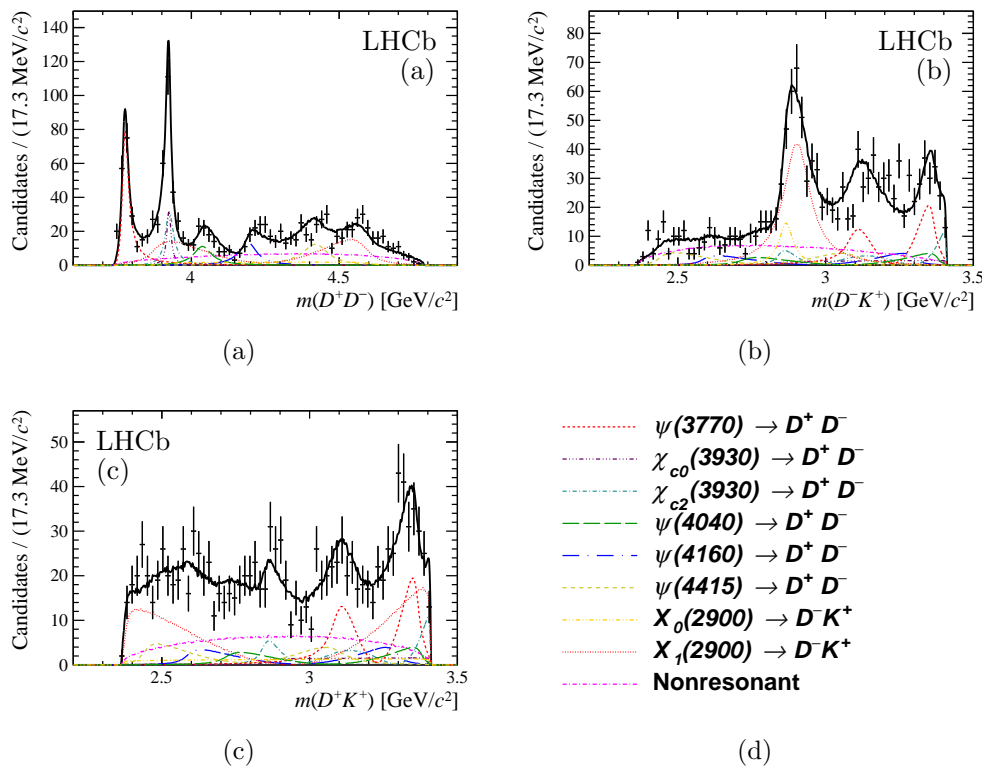 Candidates / (17.3 MeV/c²)
140
120
100
80
60
40
20
0
LHCb
(a)
4
4.5
m(D⁺D⁻) [GeV/c²]
(a)
Candidates / (17.3 MeV/c²)
80
70
60
50
40
30
20
10
0
LHCb
(b)
2.5
3
3.5
m(D⁻K⁺) [GeV/c²]
(b)
Candidates / (17.3 MeV/c²)
50
40
30
20
10
0
LHCb
(c)
2.5
3
3.5
m(D⁺K⁺) [GeV/c²]
(c)
ψ(3770) → D⁺ D⁻
χc0(3930) → D⁺ D⁻
χc2(3930) → D⁺ D⁻
ψ(4040) → D⁺ D⁻
ψ(4160) → D⁺ D⁻
ψ(4415) → D⁺ D⁻
X₀(2900) → D⁻K⁺
X₁(2900) → D⁻K⁺
Nonresonant
(d)